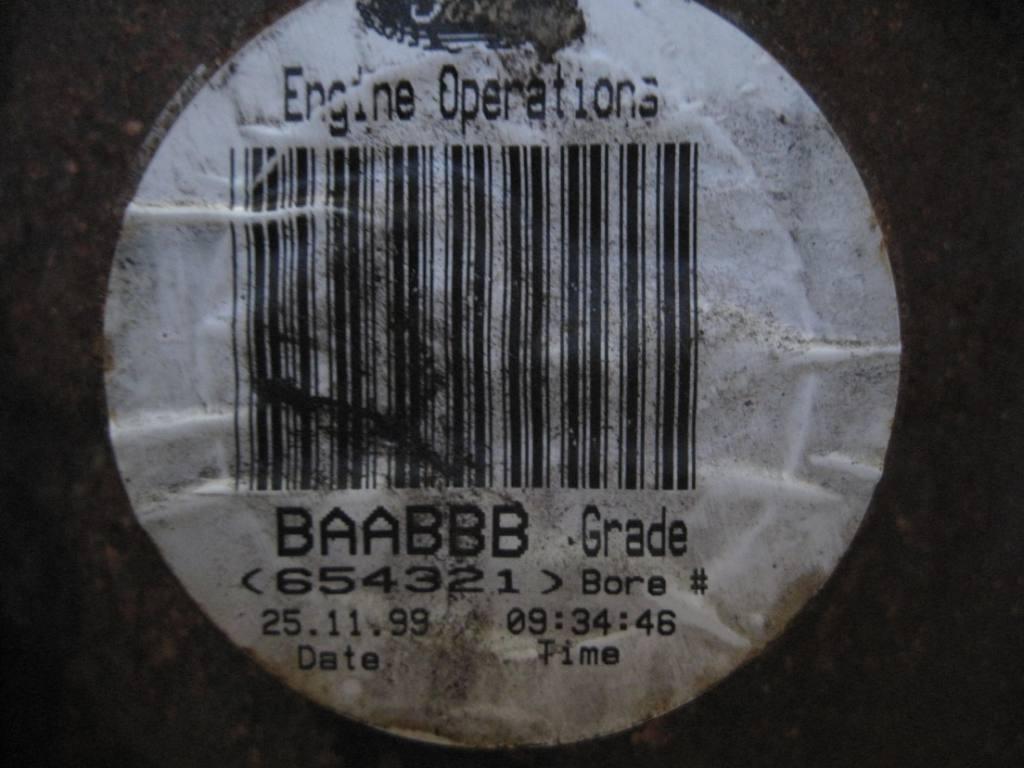 Engine Operations
BAABBB Grade
<654321> Bore #
25.11.99 09:34:46
Date Time